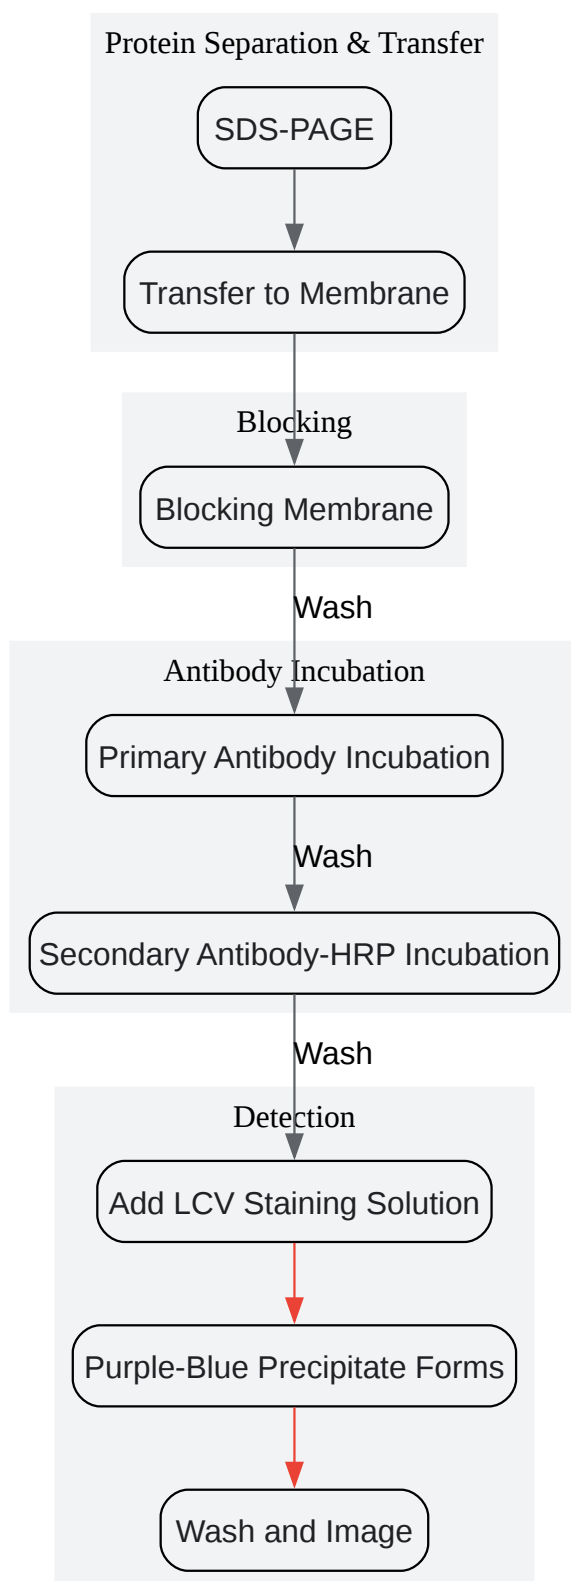 Protein Separation & Transfer
SDS-PAGE
Transfer to Membrane
Blocking
Blocking Membrane
Wash
Antibody Incubation
Primary Antibody Incubation
Wash
Secondary Antibody-HRP Incubation
Wash
Detection
Add LCV Staining Solution
Purple-Blue Precipitate Forms
Wash and Image